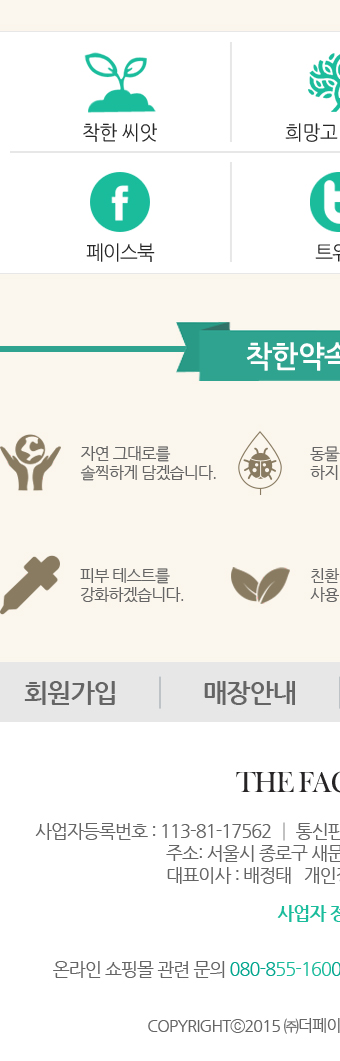 착한 씨앗
희망고
페이스북
착한약속
자연 그대로를
솔찍하게 담겠습니다.
동물
하지
피부 테스트를
강화하겠습니다.
친환
사용
회원가입
매장안내
THE FAC
사업자등록번호 : 113-81-17562 | 통신판
주소: 서울시 종로구 새문
대표이사 : 배정태 개인정
사업자 정
온라인 쇼핑몰 관련 문의 080-855-1600
COPYRIGHT©2015 ㈜더페이